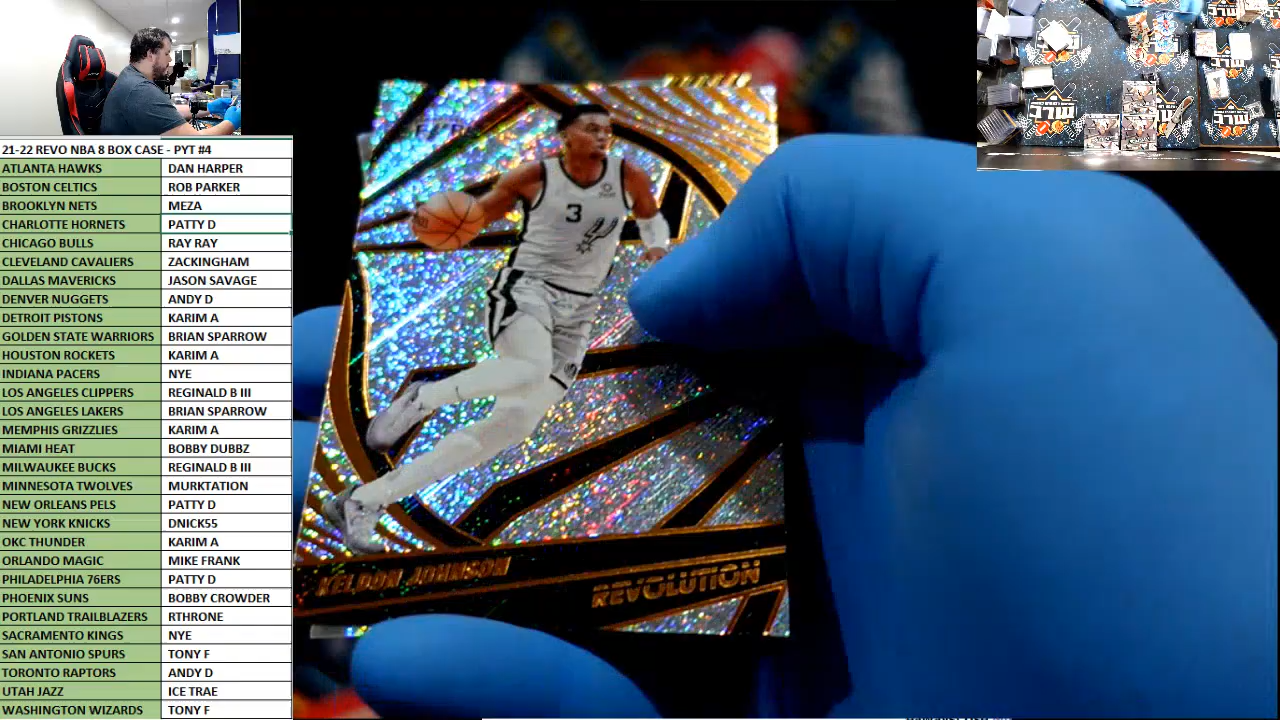 21-22 REVO NBA 8 BOX CASE - PYT #4
ATLANTA HAWKS DAN HARPER
BOSTON CELTICS ROB PARKER
BROOKLYN NETS MEZA
CHARLOTTE HORNETS PATTY D
CHICAGO BULLS RAY RAY
CLEVELAND CAVALIERS ZACKINGHAM
DALLAS MAVERICKS JASON SAVAGE
DENVER NUGGETS ANDY D
DETROIT PISTONS KARIM A
GOLDEN STATE WARRIORS BRIAN SPARROW
HOUSTON ROCKETS KARIM A
INDIANA PACERS NYE
LOS ANGELES CLIPPERS REGINALD B III
LOS ANGELES LAKERS BRIAN SPARROW
MEMPHIS GRIZZLIES KARIM A
MIAMI HEAT BOBBY DUBBZ
MILWAUKEE BUCKS REGINALD B III
MINNESOTA TWOLVES MURKTATION
NEW ORLEANS PELS PATTY D
NEW YORK KNICKS DNICK55
OKC THUNDER KARIM A
ORLANDO MAGIC MIKE FRANK
PHILADELPHIA 76ERS PATTY D
PHOENIX SUNS BOBBY CROWDER
PORTLAND TRAILBLAZERS RTHRONE
SACRAMENTO KINGS NYE
SAN ANTONIO SPURS TONY F
TORONTO RAPTORS ANDY D
UTAH JAZZ ICE TRAE
WASHINGTON WIZARDS TONY F
3
KELDON JOHNSON
REVOLUTION
MLC